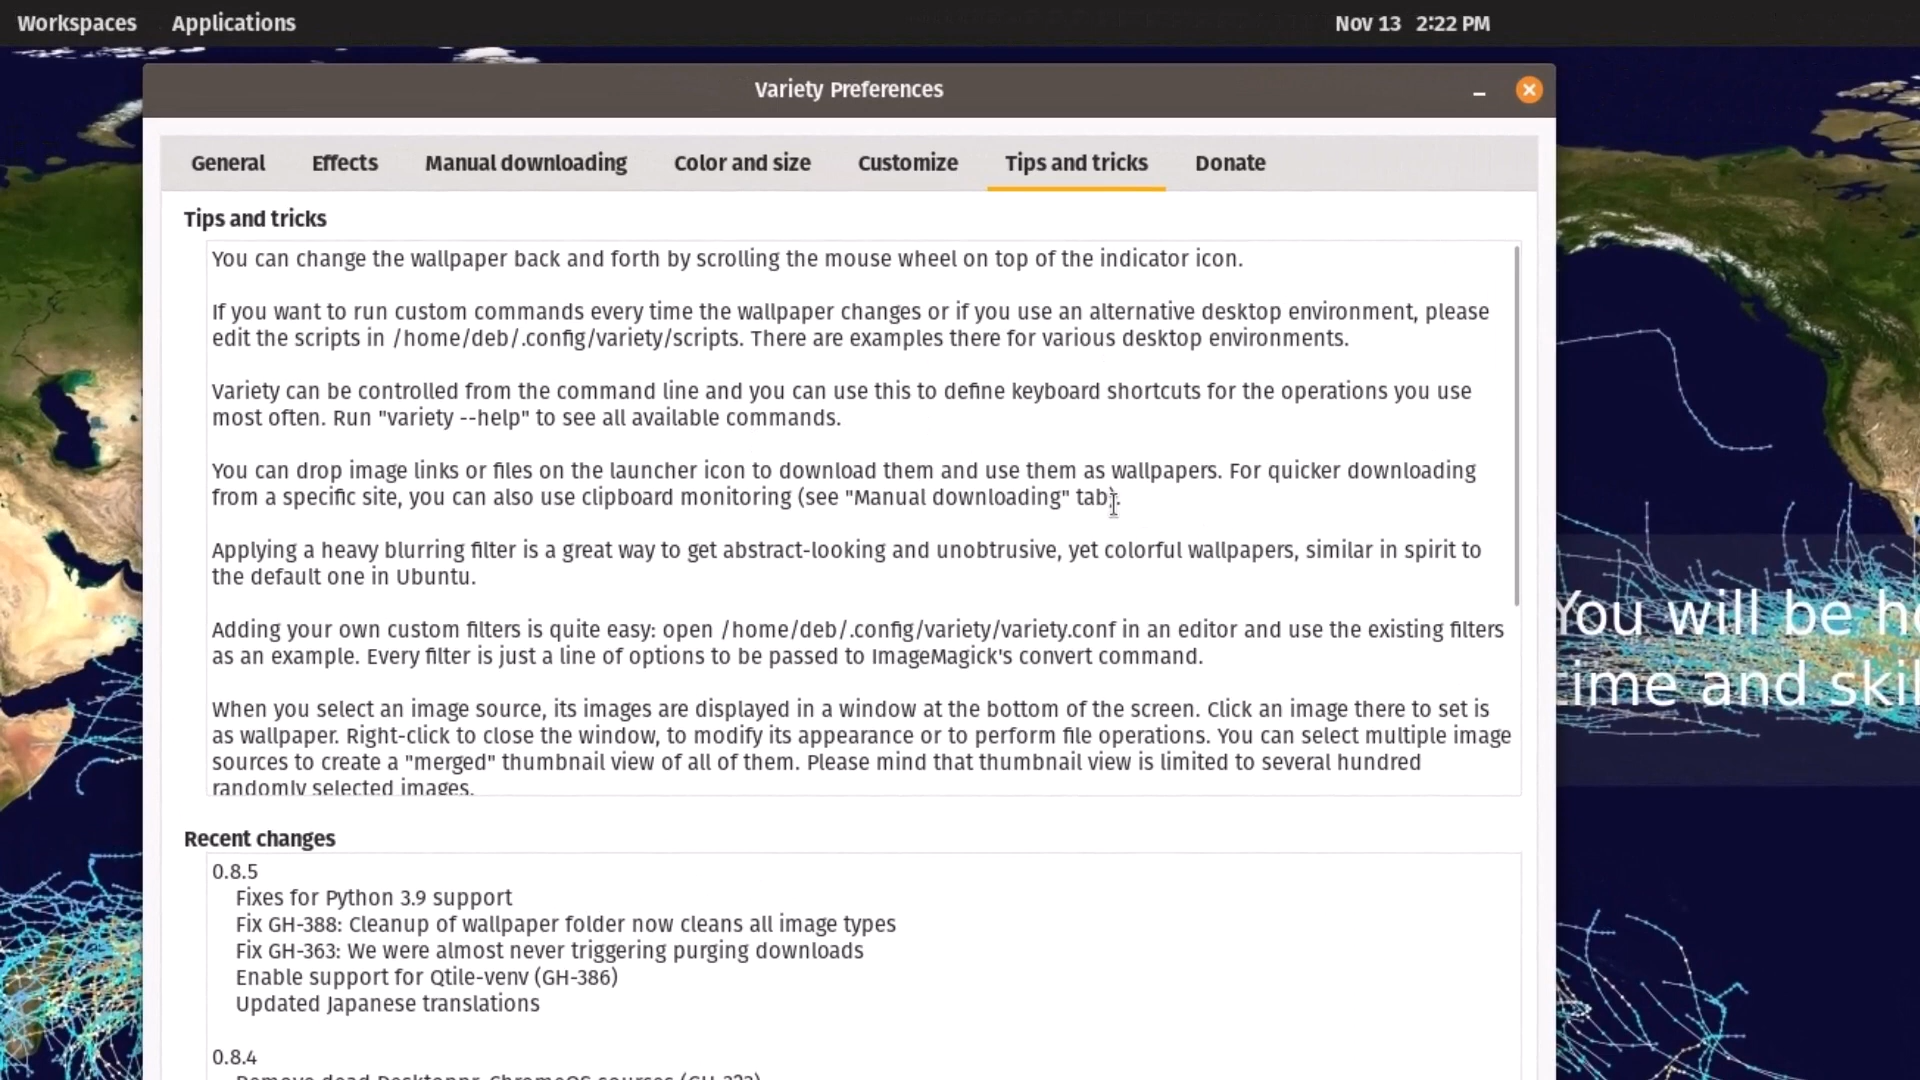 Workspaces Applications Nov 13 2:22 PM
Variety Preferences
General Effects Manual downloading Color and size Customize Tips and tricks Donate
Tips and tricks
You can change the wallpaper back and forth by scrolling the mouse wheel on top of the indicator icon.
If you want to run custom commands every time the wallpaper changes or if you use an alternative desktop environment, please
edit the scripts in /home/deb/.config/variety/scripts. There are examples there for various desktop environments.
Variety can be controlled from the command line and you can use this to define keyboard shortcuts for the operations you use
most often. Run "variety --help" to see all available commands.
You can drop image links or files on the launcher icon to download them and use them as wallpapers. For quicker downloading
from a specific site, you can also use clipboard monitoring (see "Manual downloading" tab).
Applying a heavy blurring filter is a great way to get abstract-looking and unobtrusive, yet colorful wallpapers, similar in spirit to
the default one in Ubuntu.
Adding your own custom filters is quite easy: open /home/deb/.config/variety/variety.conf in an editor and use the existing filters
as an example. Every filter is just a line of options to be passed to ImageMagick's convert command.
When you select an image source, its images are displayed in a window at the bottom of the screen. Click an image there to set is
as wallpaper. Right-click to close the window, to modify its appearance or to perform file operations. You can select multiple image
sources to create a "merged" thumbnail view of all of them. Please mind that thumbnail view is limited to several hundred
randomly selected images.
You will be
time and
Recent changes
0.8.5
Fixes for Python 3.9 support
Fix GH-388: Cleanup of wallpaper folder now cleans all image types
Fix GH-363: We were almost never triggering purging downloads
Enable support for Qtile-venv (GH-386)
Updated Japanese translations
0.8.4